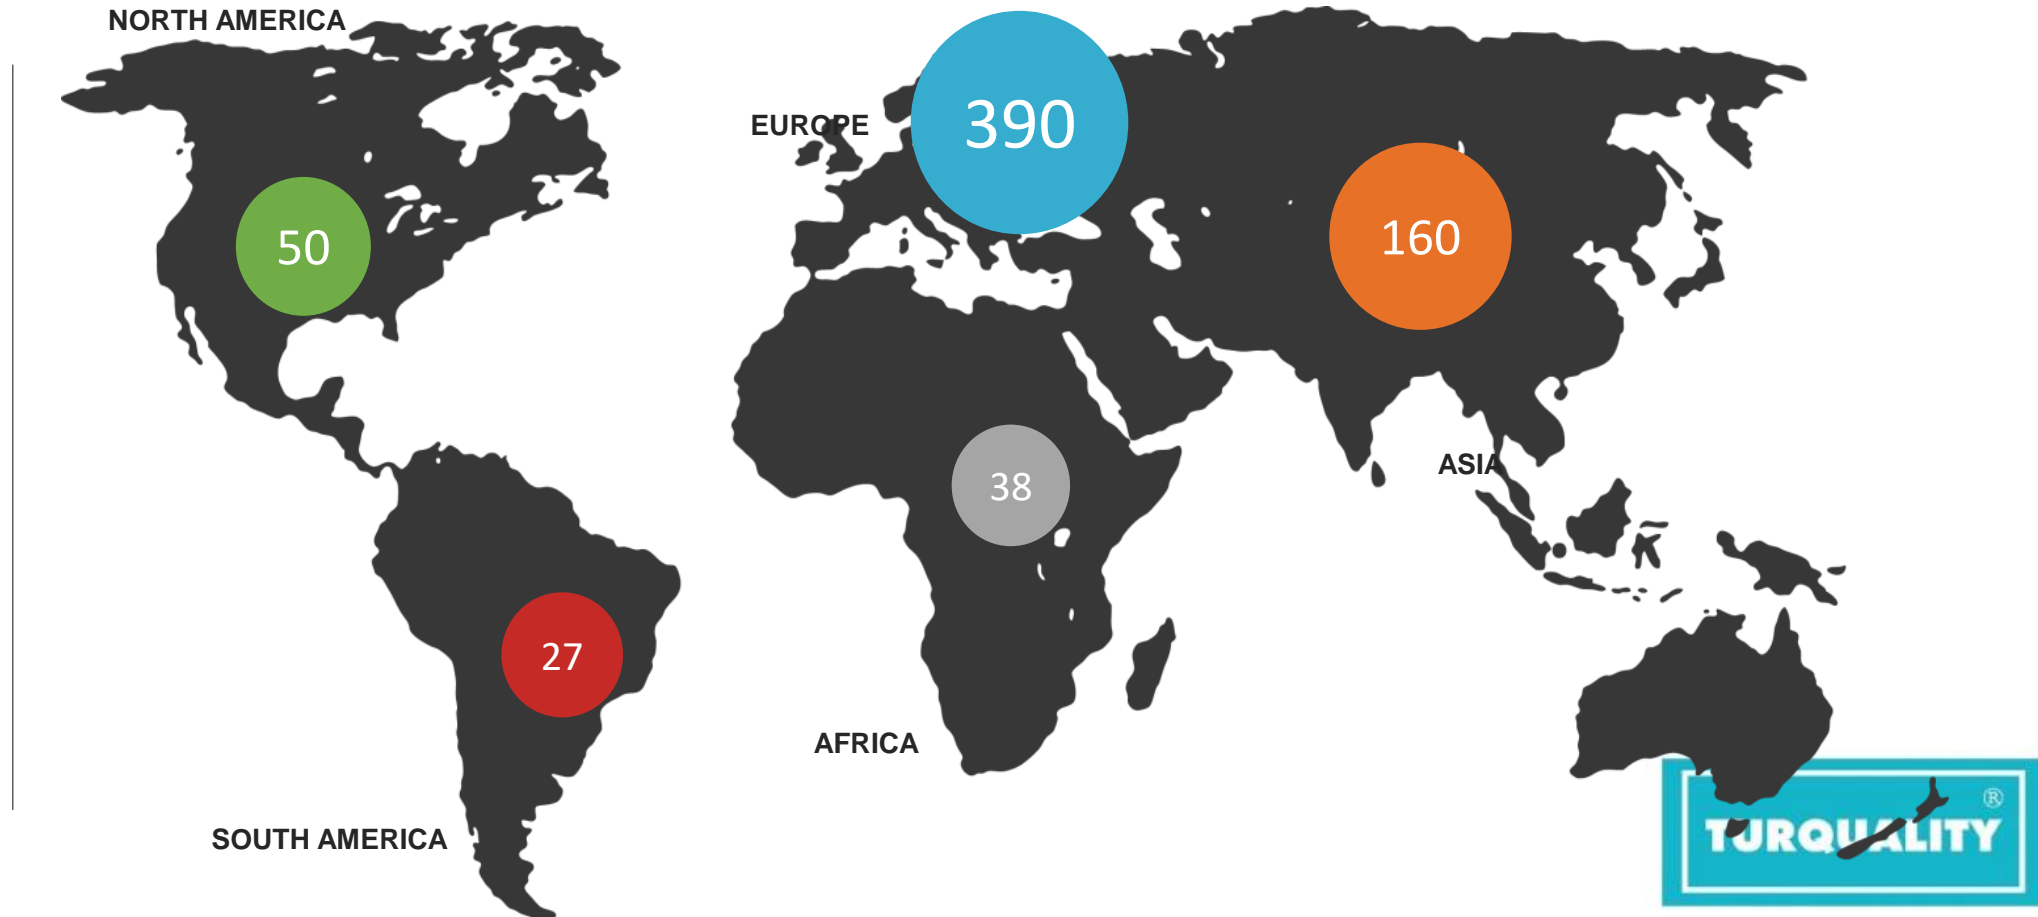 NORTH AMERICA
EUROPE
390
50
160
38
ASIA
27
AFRICA
SOUTH AMERICA
TURQUALITY ®